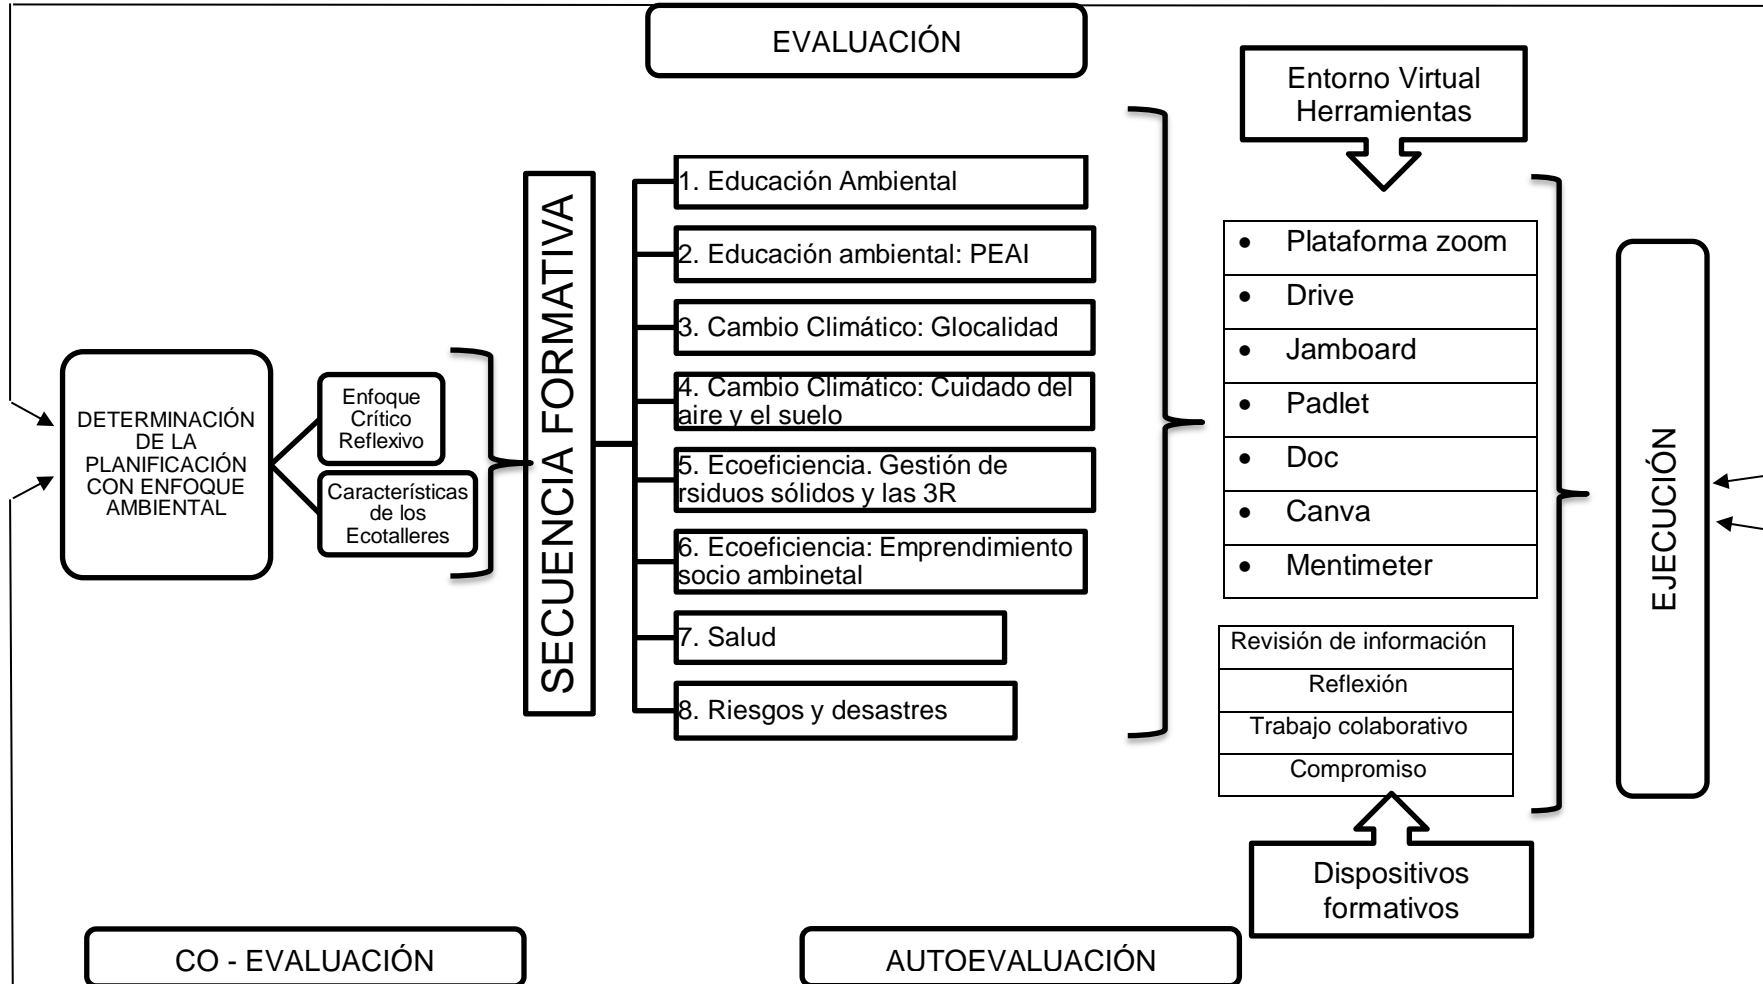 EVALUACIÓN
Entorno Virtual
Herramientas
DETERMINACIÓN
DE LA
PLANIFICACIÓN
CON ENFOQUE
AMBIENTAL
Enfoque
Crítico
Reflexivo
Característícas
de los
Ecotalleres
SECUENCIA FORMATIVA
1. Educación Ambiental
2. Educación ambiental: PEAI
3. Cambio Climático: Glocalidad
4. Cambio Climático: Cuidado del
aire y el suelo
5. Ecoeficiencia. Gestión de
rsiduos sólidos y las 3R
6. Ecoeficiencia: Emprendimiento
socio ambinetal
7. Salud
8. Riesgos y desastres
• Plataforma zoom
• Drive
• Jamboard
• Padlet
• Doc
• Canva
• Mentimeter
Revisión de información
Reflexión
Trabajo colaborativo
Compromiso
Dispositivos
formativos
EJECUCIÓN
CO - EVALUACIÓN
AUTOEVALUACIÓN